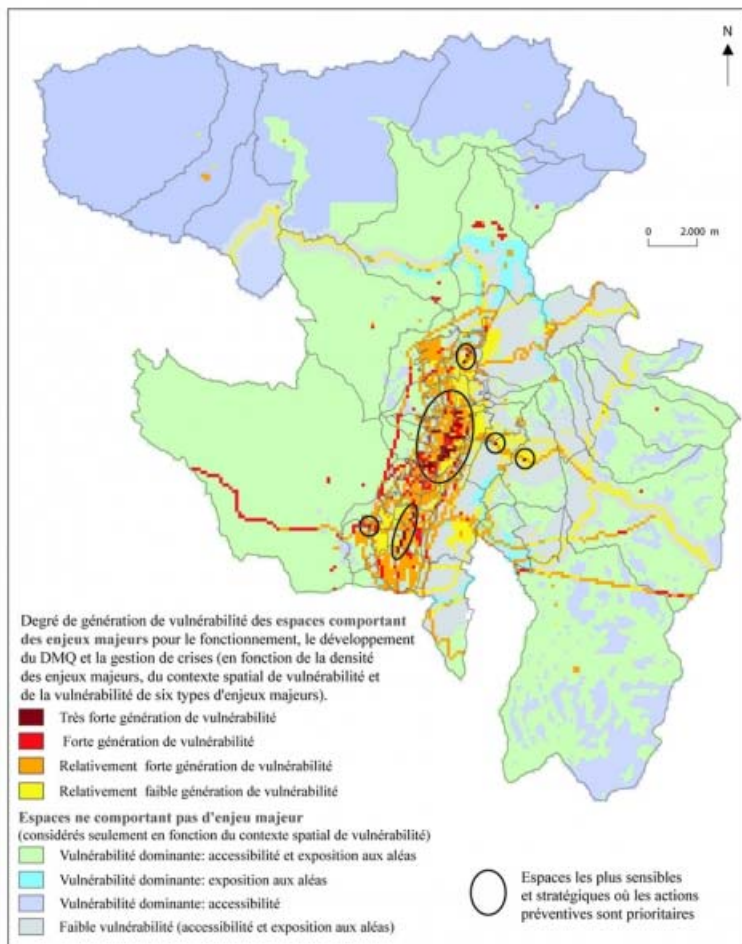 N
0 2.000 m
Degré de génération de vulnérabilité des espaces comportant
des enjeux majeurs pour le fonctionnement, le développement
du DMQ et la gestion de crises (en fonction de la densité
des enjeux majeurs, du contexte spatial de vulnérabilité et
de la vulnérabilité de six types d'enjeux majeurs).
Très forte génération de vulnérabilité
Forte génération de vulnérabilité
Relativement forte génération de vulnérabilité
Relativement faible génération de vulnérabilité
Espaces ne comportant pas d'enjeu majeur
(considérés seulement en fonction du contexte spatial de vulnérabilité)
Vulnérabilité dominante: accessibilité et exposition aux aléas
Vulnérabilité dominante: exposition aux aléas
Vulnérabilité dominante: accessibilité
Faible vulnérabilité (accessibilité et exposition aux aléas)
Espaces les plus sensibles
et stratégiques où les actions
préventives sont prioritaires